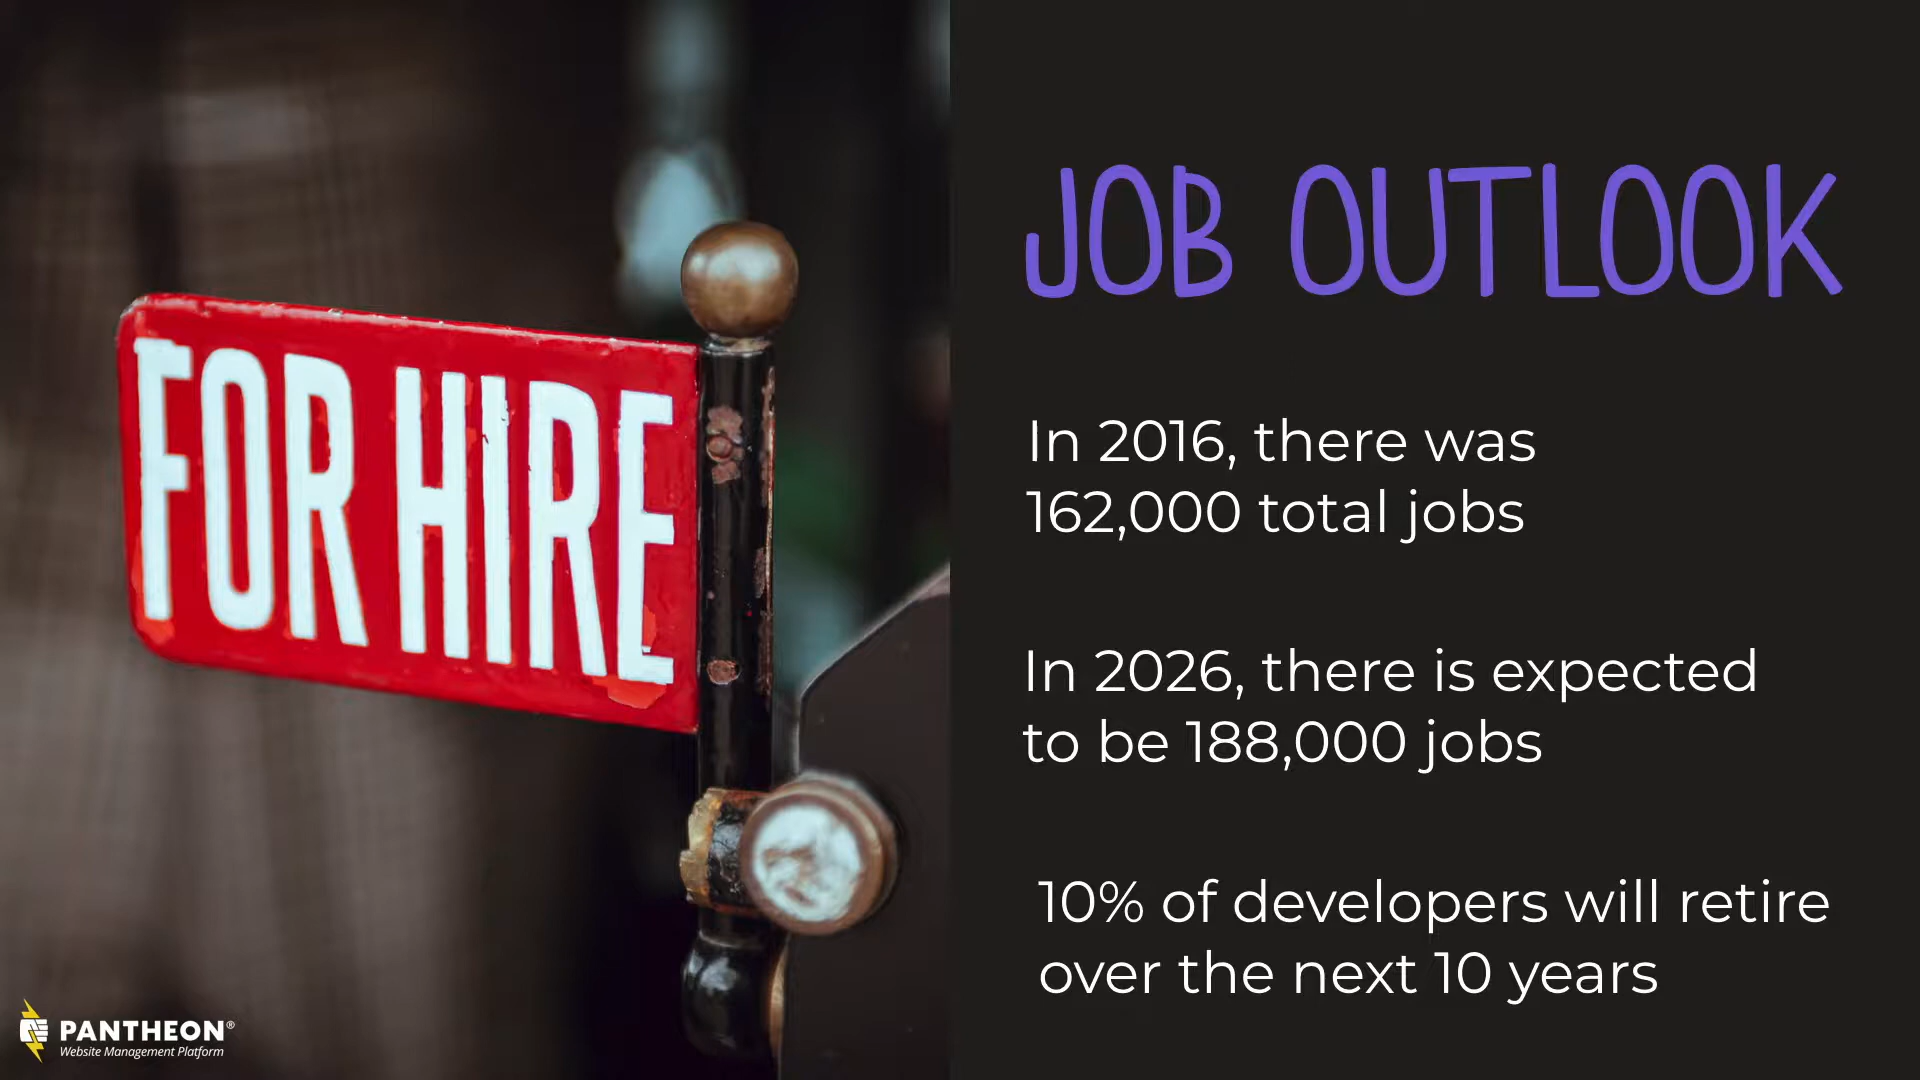 FOR HIRE
JOB OUTLOOK
In 2016, there was
162,000 total jobs
In 2026, there is expected
to be 188,000 jobs
10% of developers will retire
over the next 10 years
PANTHEON®
Website Management Platform